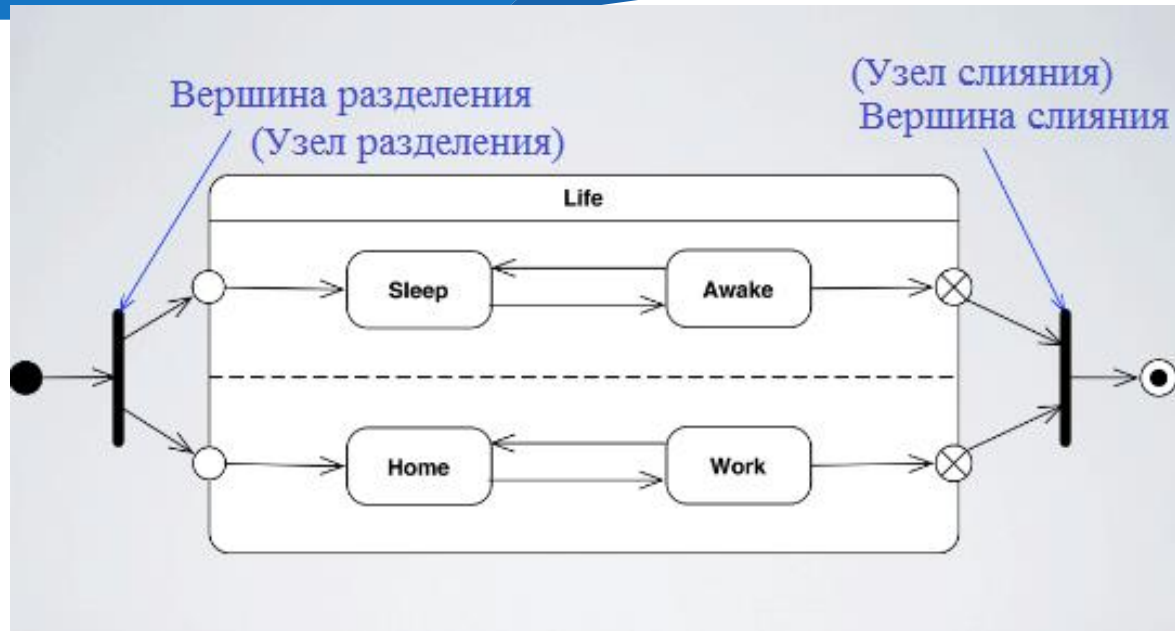 Вершина разделения
(Узел разделения)
(Узел слияния)
Вершина слияния
Life
Sleep
Awake
Home
Work